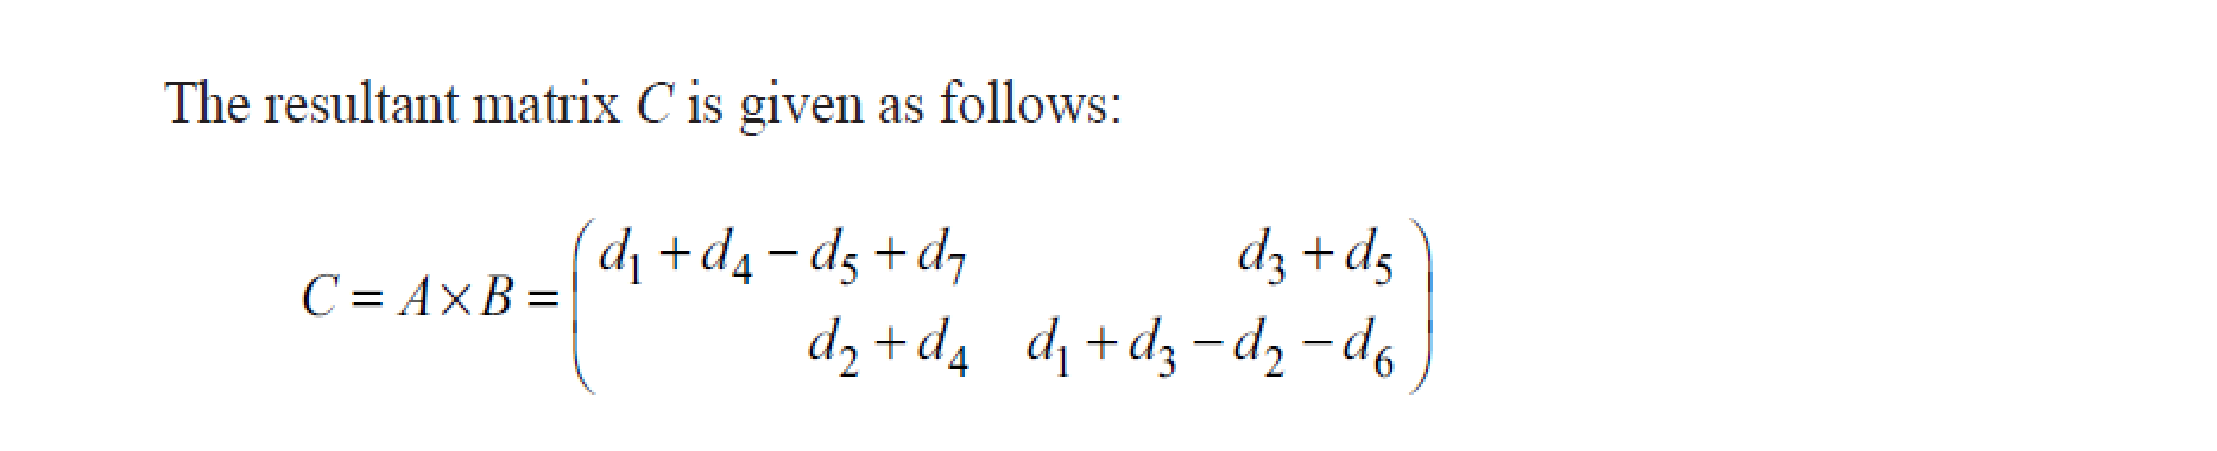 The resultant matrix C is given as follows:
C = A × B = ( d₁ + d₄ − d₅ + d₇    d₃ + d₅
d₂ + d₄    d₁ + d₃ − d₂ − d₆ )